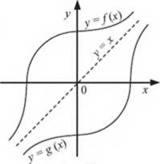 y
y = f (x)
y = x
0
x
y = g (x)